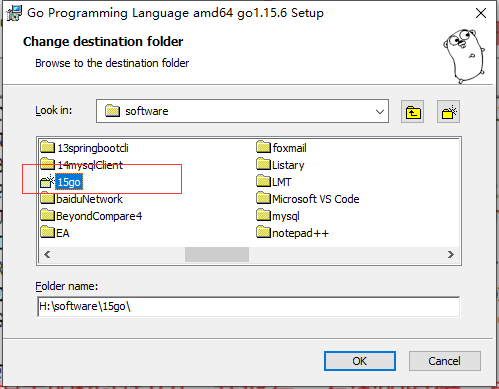 Go Programming Language amd64 go1.15.6 Setup
Change destination folder
Browse to the destination folder
Look in:
software
13springbootcli
14mysqlClient
15go
baiduNetwork
BeyondCompare4
EA
foxmail
Listary
LMT
Microsoft VS Code
mysql
notepad++
Folder name:
H:\software\15go\
OK
Cancel